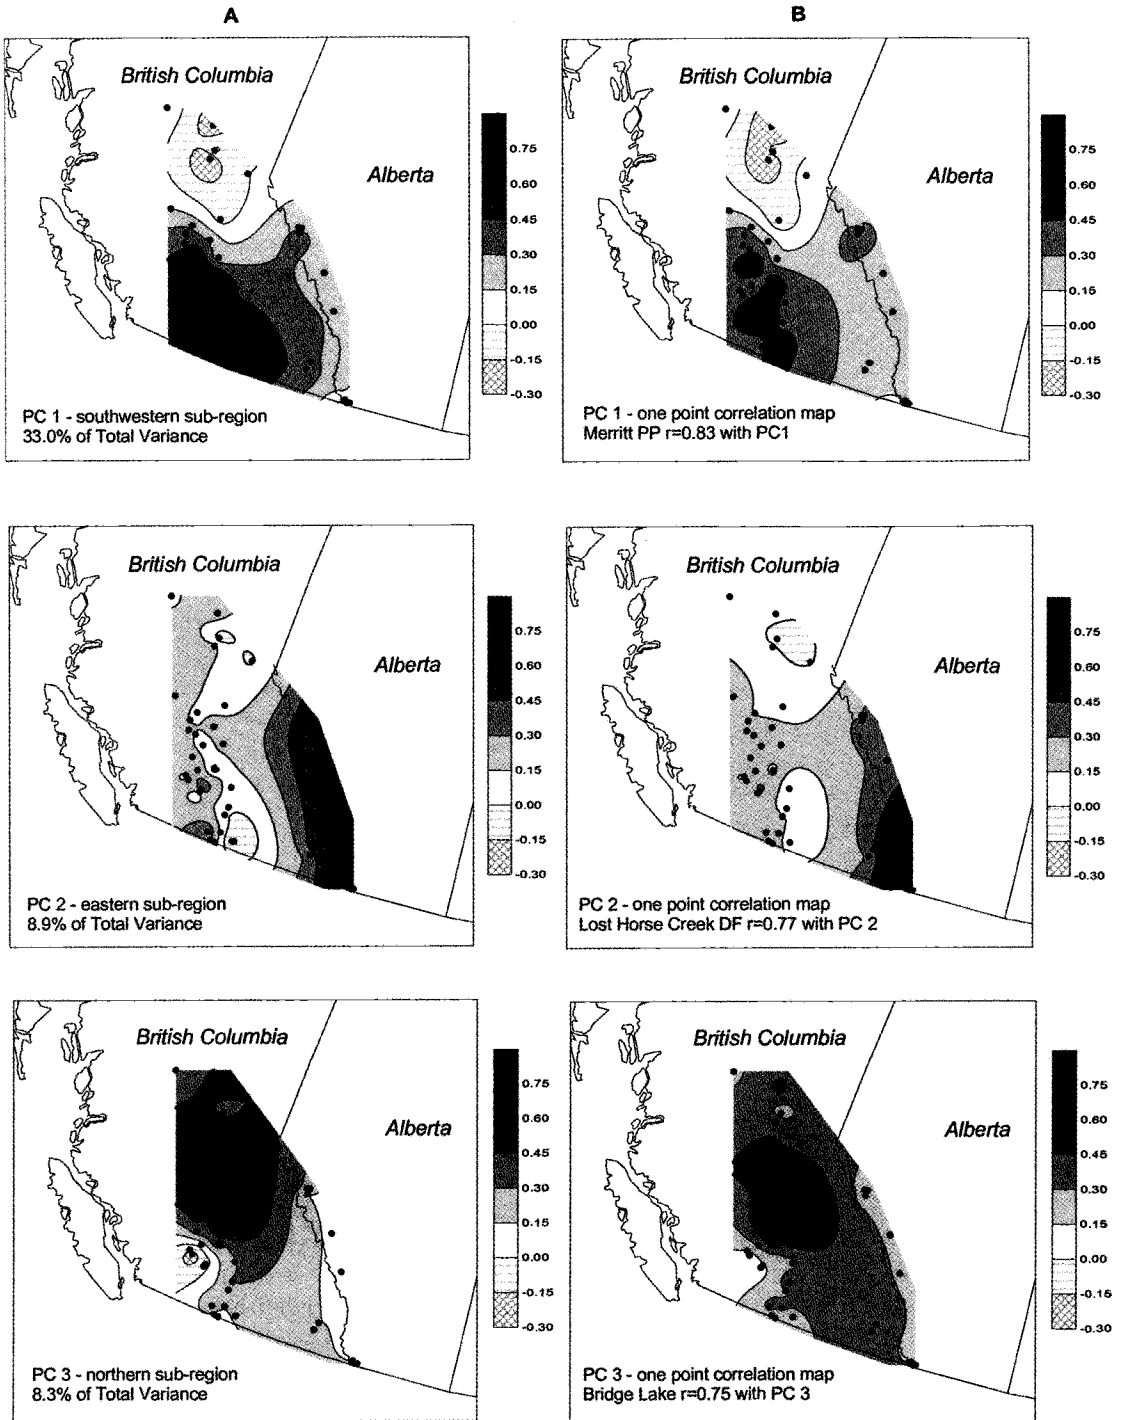 A
B
British Columbia
Alberta
0.75
0.60
0.45
0.30
0.15
0.00
-0.15
-0.30
PC 1 - southwestern sub-region
33.0% of Total Variance
British Columbia
Alberta
0.75
0.60
0.45
0.30
0.15
0.00
-0.15
-0.30
PC 1 - one point correlation map
Merritt PP r=0.83 with PC1
British Columbia
Alberta
0.75
0.60
0.45
0.30
0.15
0.00
-0.15
-0.30
PC 2 - eastern sub-region
8.9% of Total Variance
British Columbia
Alberta
0.75
0.60
0.45
0.30
0.15
0.00
-0.15
-0.30
PC 2 - one point correlation map
Lost Horse Creek DF r=0.77 with PC 2
British Columbia
Alberta
0.75
0.60
0.45
0.30
0.15
0.00
-0.15
-0.30
PC 3 - northern sub-region
8.3% of Total Variance
British Columbia
Alberta
0.75
0.60
0.45
0.30
0.15
0.00
-0.15
-0.30
PC 3 - one point correlation map
Bridge Lake r=0.75 with PC 3